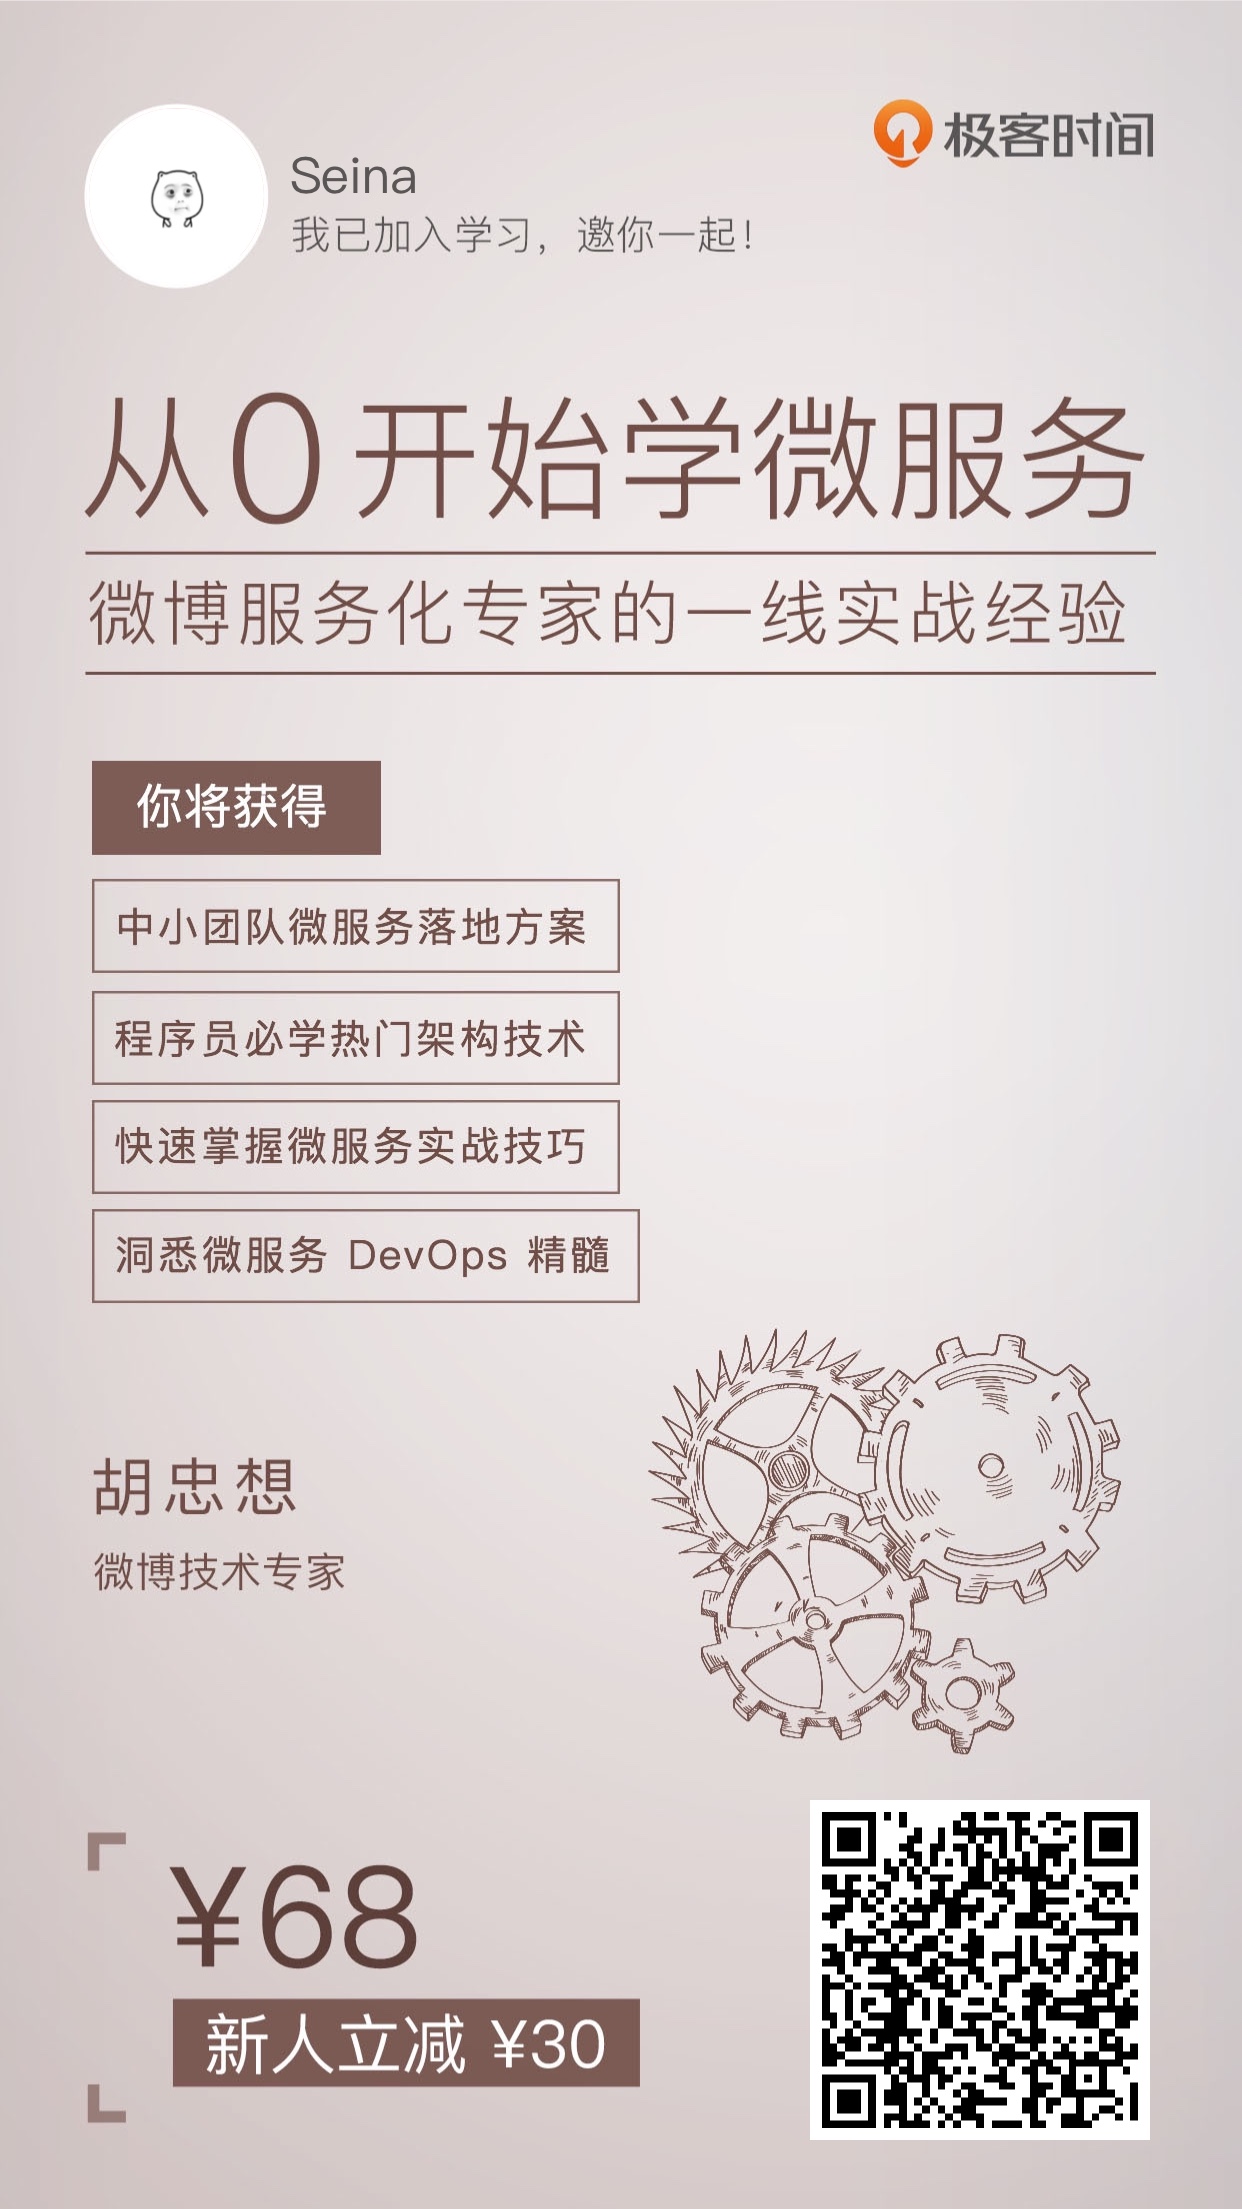 极客时间
Seina
我已加入学习，邀你一起！
从0开始学微服务
微博服务化专家的一线实战经验
你将获得
中小团队微服务落地方案
程序员必学热门架构技术
快速掌握微服务实战技巧
洞悉微服务 DevOps 精髓
胡忠想
微博技术专家
¥68
新人立减 ¥30